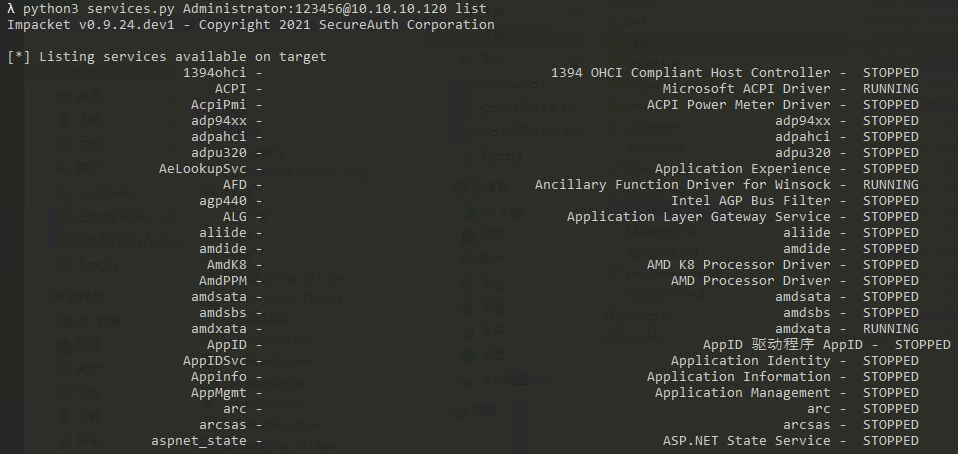 λ python3 services.py Administrator:123456@10.10.10.120 list
Impacket v0.9.24.dev1 - Copyright 2021 SecureAuth Corporation
[*] Listing services available on target
1394ohci - 1394 OHCI Compliant Host Controller - STOPPED
ACPI - Microsoft ACPI Driver - RUNNING
AcpiPmi - ACPI Power Meter Driver - STOPPED
adp94xx - adp94xx - STOPPED
adpahci - adpahci - STOPPED
adpu320 - adpu320 - STOPPED
AeLookupSvc - Application Experience - STOPPED
AFD - Ancillary Function Driver for Winsock - RUNNING
agp440 - Intel AGP Bus Filter - STOPPED
ALG - Application Layer Gateway Service - STOPPED
aliide - aliide - STOPPED
amdide - amdide - STOPPED
AmdK8 - AMD K8 Processor Driver - STOPPED
AmdPPM - AMD Processor Driver - STOPPED
amdsata - amdsata - STOPPED
amdsbs - amdsbs - STOPPED
amdxata - amdxata - RUNNING
AppID - AppID 驱动程序 AppID - STOPPED
AppIDSvc - Application Identity - STOPPED
Appinfo - Application Information - STOPPED
AppMgmt - Application Management - STOPPED
arc - arc - STOPPED
arcsas - arcsas - STOPPED
aspnet_state - ASP.NET State Service - STOPPED